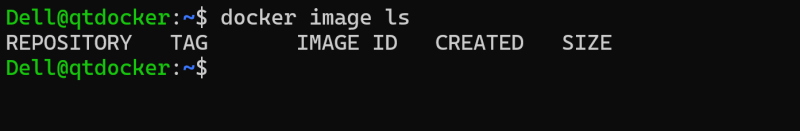 Dell@qtdocker:~$ docker image ls
REPOSITORY   TAG       IMAGE ID   CREATED   SIZE
Dell@qtdocker:~$